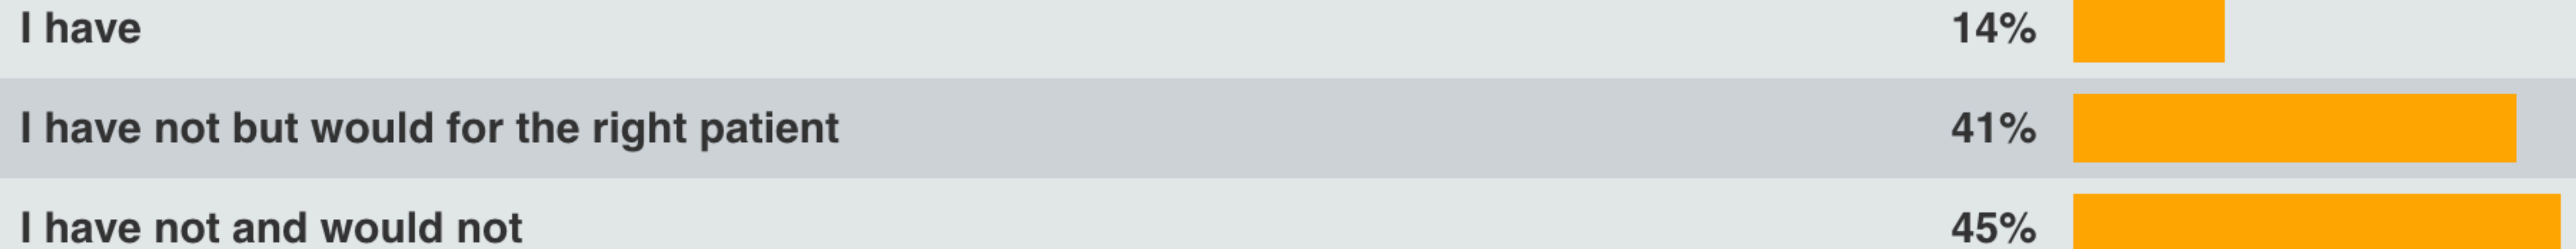 I have 14%
I have not but would for the right patient 41%
I have not and would not 45%